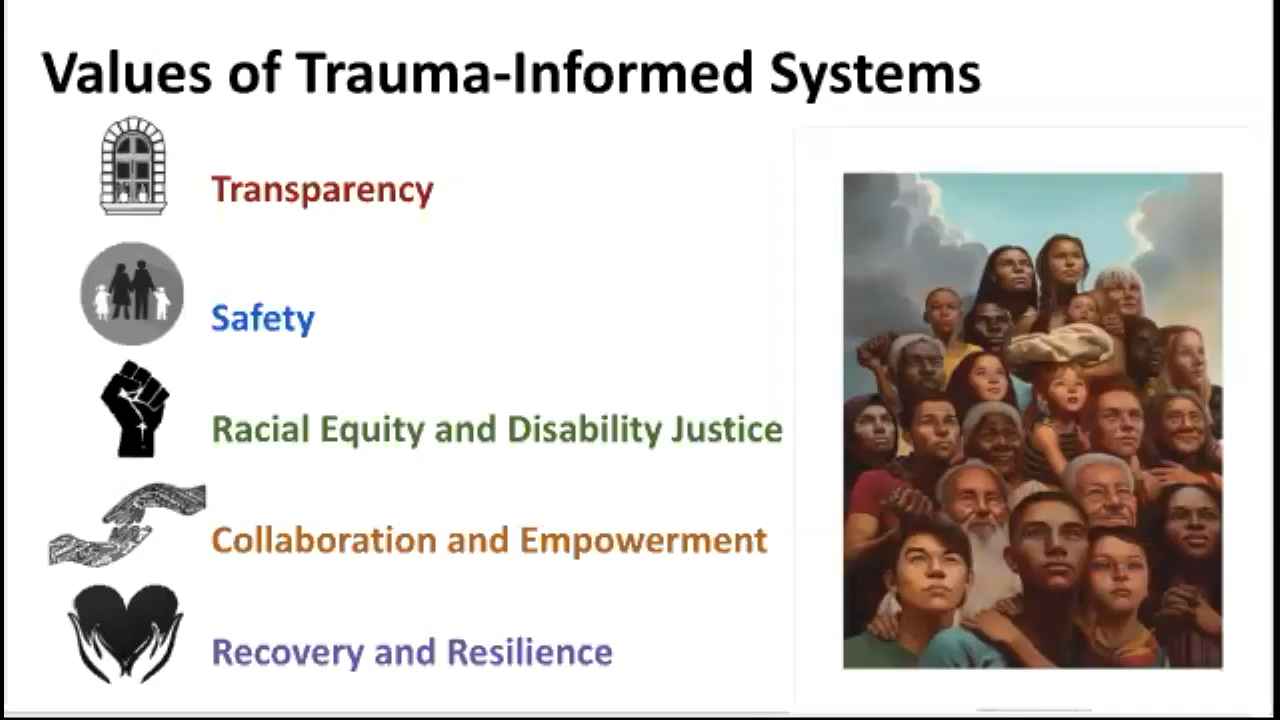 Values of Trauma-Informed Systems
Transparency
Safety
Racial Equity and Disability Justice
Collaboration and Empowerment
Recovery and Resilience